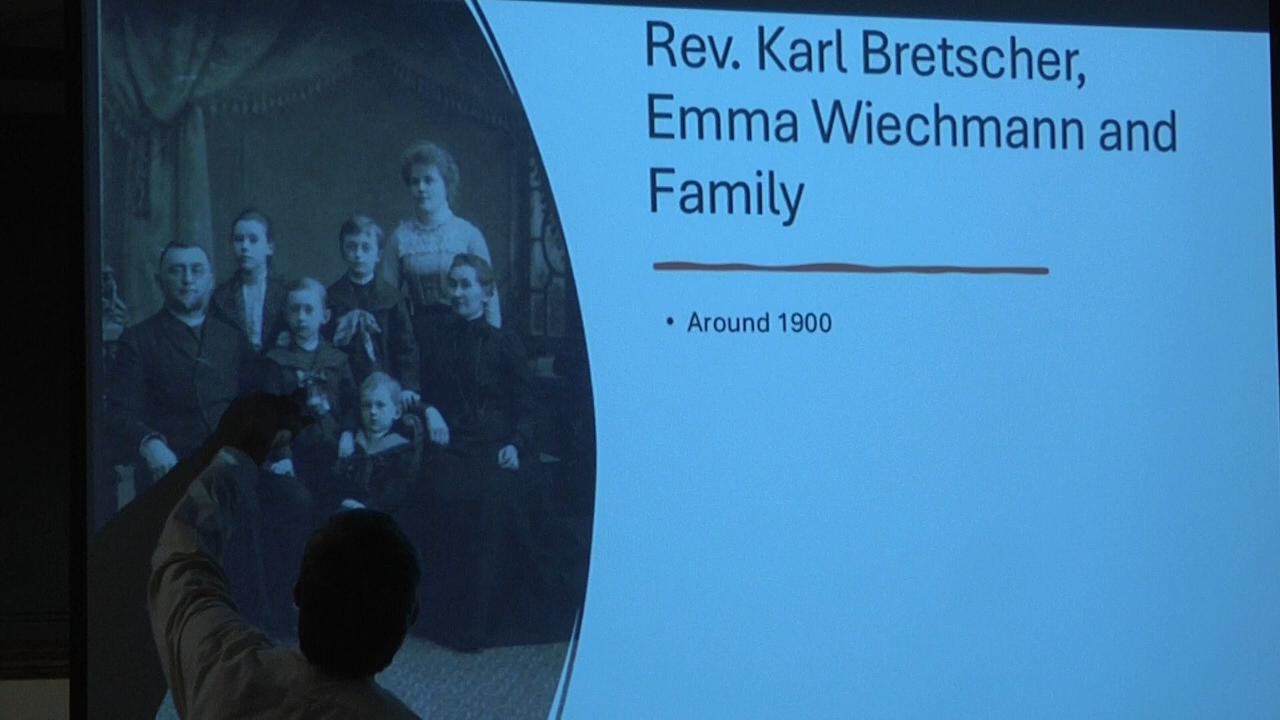 Rev. Karl Bretscher,
Emma Wiechmann and
Family
• Around 1900